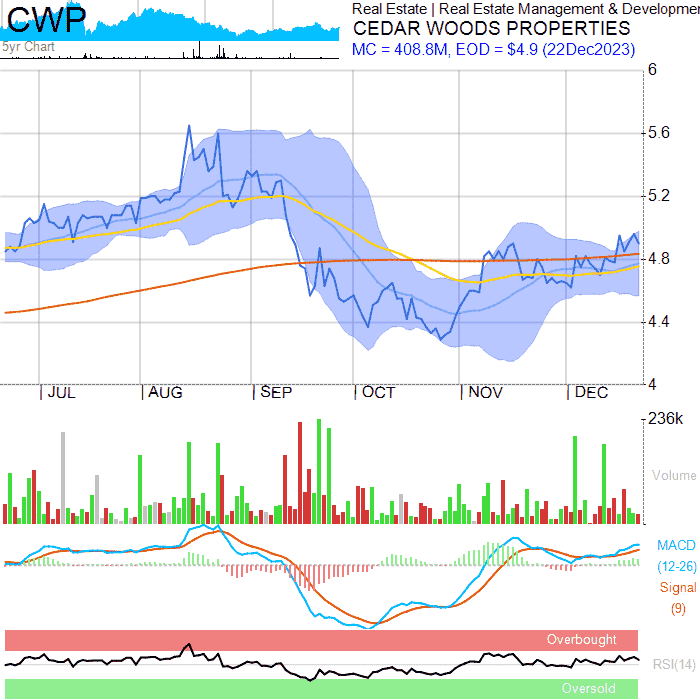 CWP
5yr Chart
Real Estate | Real Estate Management & Developmen
CEDAR WOODS PROPERTIES
MC = 408.8M, EOD = $4.9 (22Dec2023)
6
5.6
5.2
4.8
4.4
4
JUL AUG SEP OCT NOV DEC
236k
Volume
MACD
(12-26)
Signal
(9)
Overbought
RSI(14)
Oversold